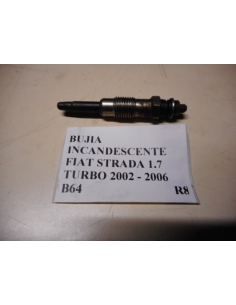 BUJIA
INCANDESCENTE
FIAT STRADA 1.7
TURBO 2002 - 2006
B64 R8